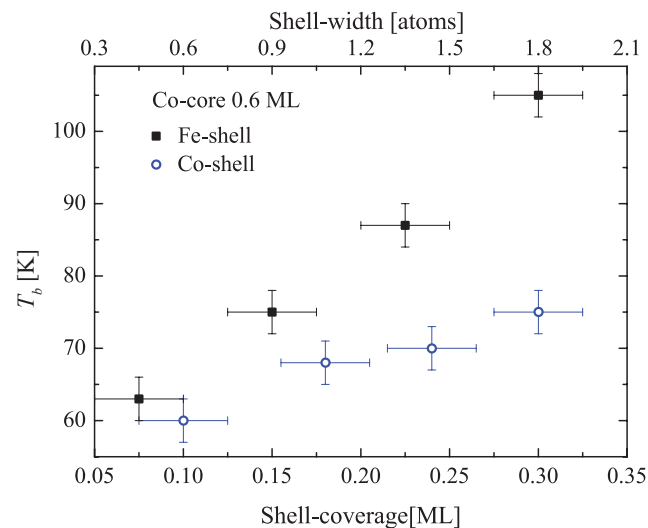 Shell-width [atoms]
0.3 0.6 0.9 1.2 1.5 1.8 2.1
Co-core 0.6 ML
Fe-shell
Co-shell
100
90
80
70
60
T_b [K]
0.05 0.10 0.15 0.20 0.25 0.30 0.35
Shell-coverage[ML]